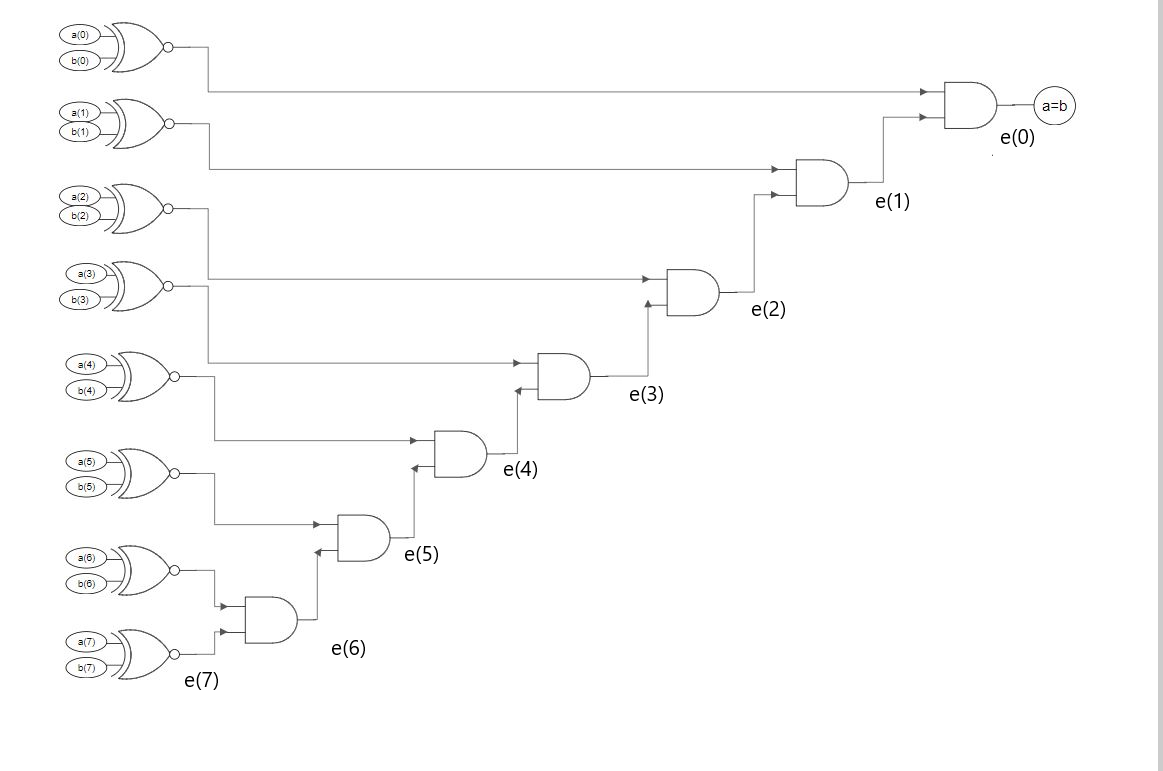 a(0)
b(0)
a=b
e(0)
a(1)
b(1)
e(1)
a(2)
b(2)
e(2)
a(3)
b(3)
e(3)
a(4)
b(4)
e(4)
a(5)
b(5)
e(5)
a(6)
b(6)
e(6)
a(7)
b(7)
e(7)